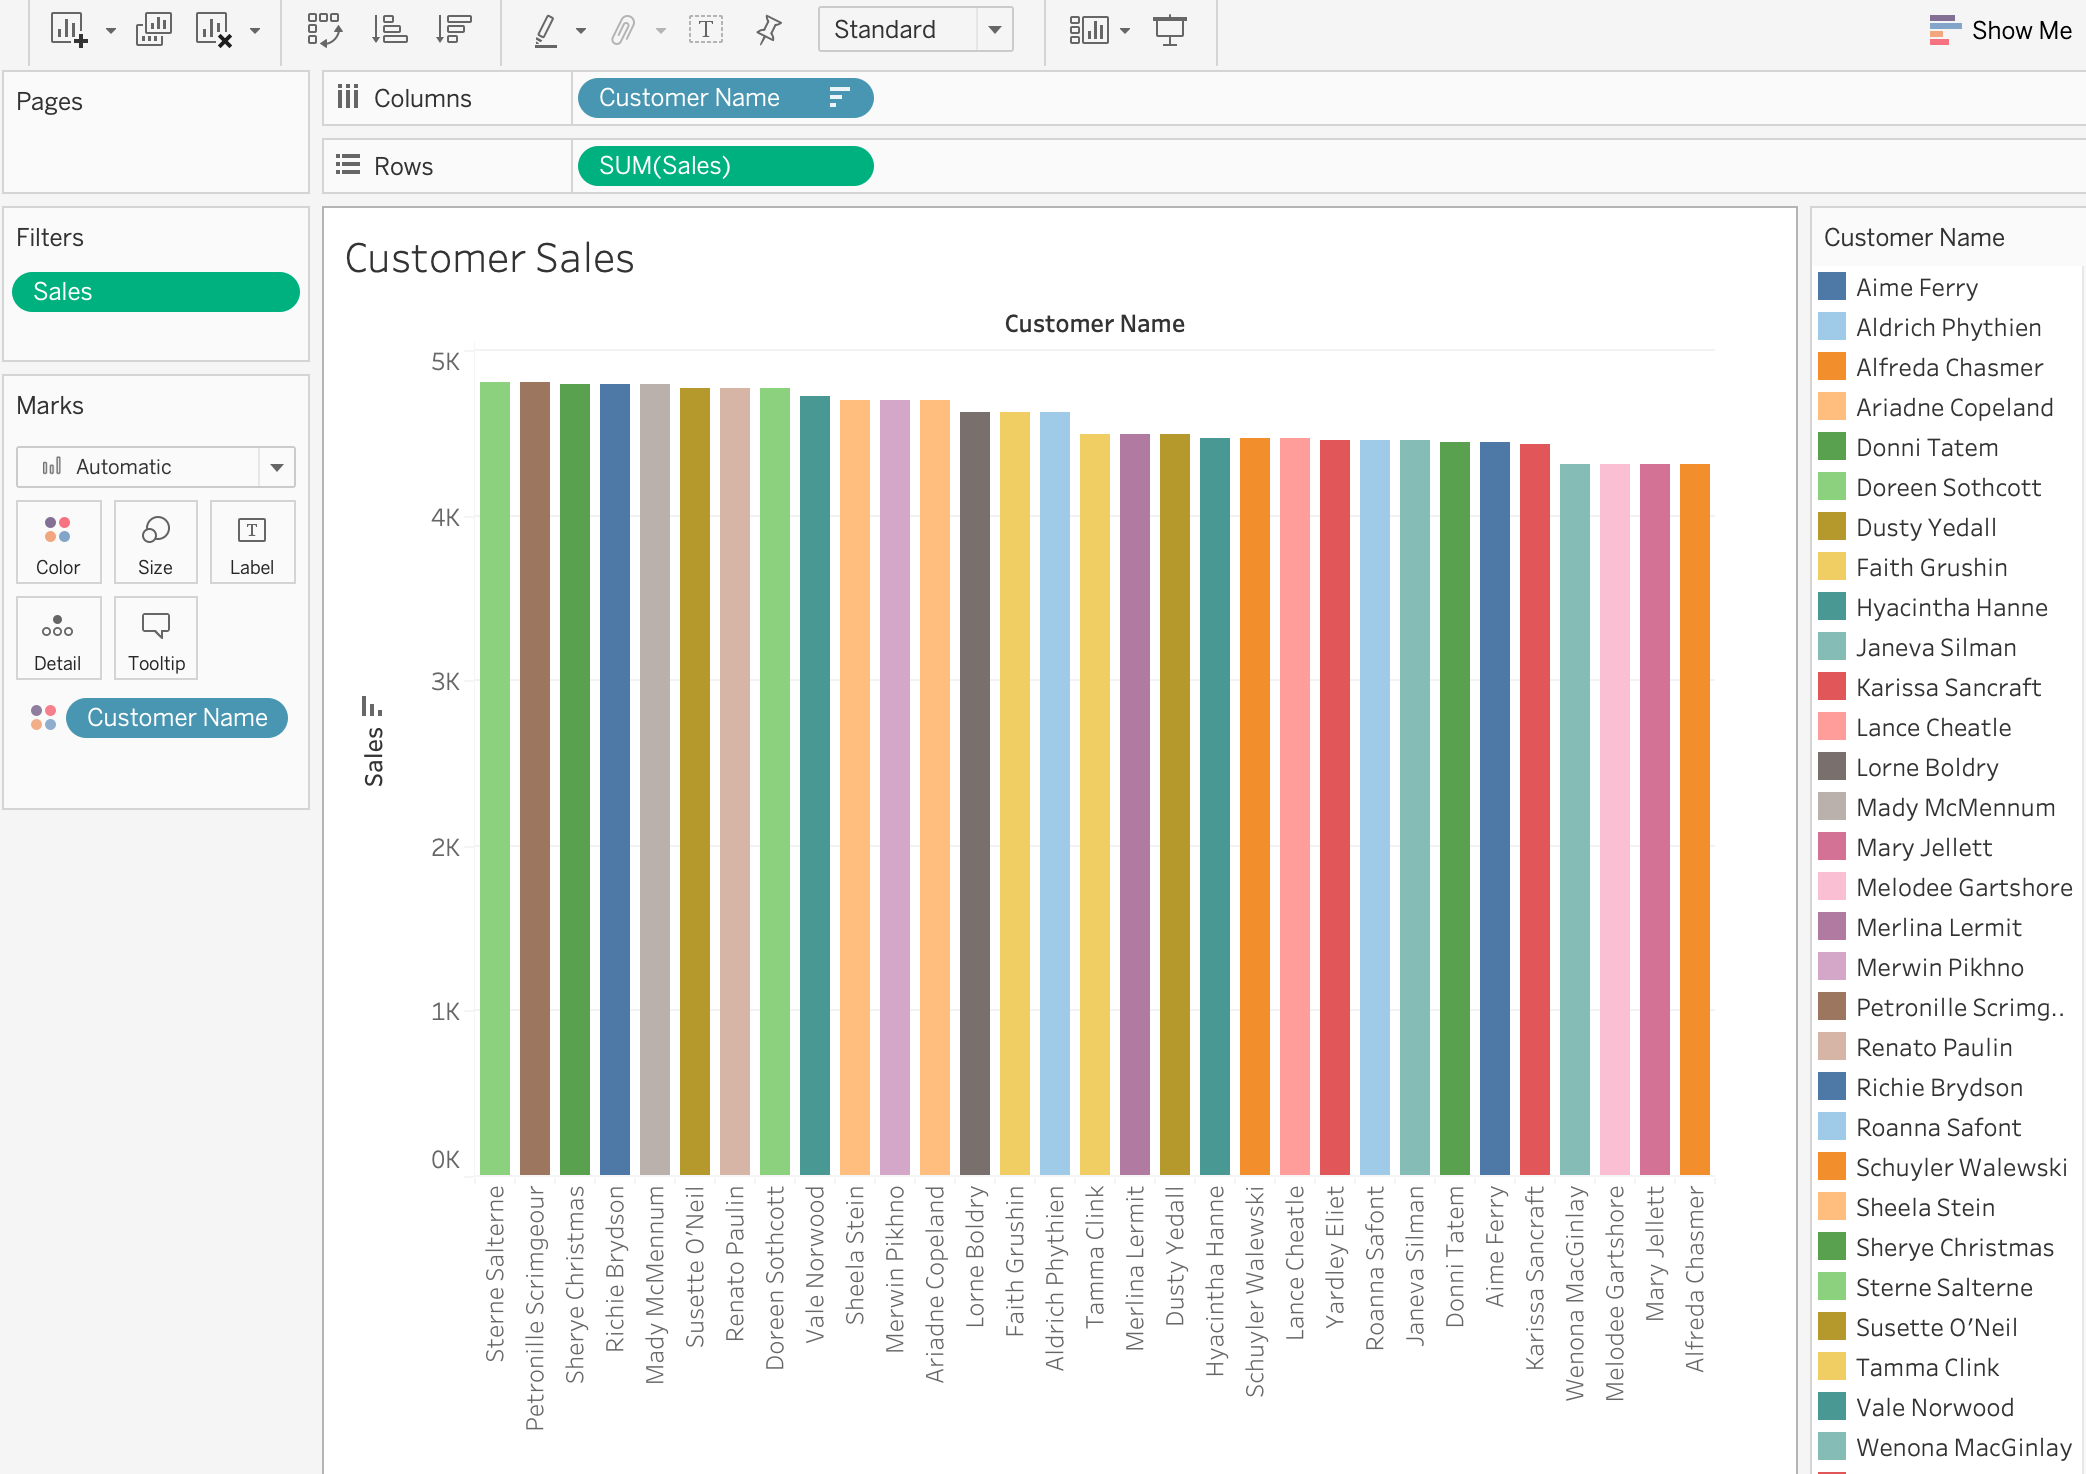 Standard
Show Me
Pages
Columns
Customer Name
Rows
SUM(Sales)
Filters
Sales
Marks
Automatic
Color
Size
T
Label
Detail
Tooltip
Customer Name
Customer Sales
Customer Name
5K
4K
3K
2K
1K
0K
Sales
Sterne Salterne
Petronille Scrimgeour
Sherye Christmas
Richie Brydson
Mady McMennum
Susette O'Neil
Renato Paulin
Doreen Sothcott
Vale Norwood
Sheela Stein
Merwin Pikhno
Ariadne Copeland
Lorne Boldry
Faith Grushin
Aldrich Phythien
Tamma Clink
Merlina Lermit
Dusty Yedall
Hyacintha Hanne
Schuyler Walewski
Lance Cheatle
Yardley Eliet
Roanna Safont
Janeva Silman
Donni Tatem
Aime Ferry
Karissa Sancraft
Wenona MacGinlay
Melodee Gartshore
Mary Jellett
Alfreda Chasmer
Customer Name
Aime Ferry
Aldrich Phythien
Alfreda Chasmer
Ariadne Copeland
Donni Tatem
Doreen Sothcott
Dusty Yedall
Faith Grushin
Hyacintha Hanne
Janeva Silman
Karissa Sancraft
Lance Cheatle
Lorne Boldry
Mady McMennum
Mary Jellett
Melodee Gartshore
Merlina Lermit
Merwin Pikhno
Petronille Scrimg..
Renato Paulin
Richie Brydson
Roanna Safont
Schuyler Walewski
Sheela Stein
Sherye Christmas
Sterne Salterne
Susette O'Neil
Tamma Clink
Vale Norwood
Wenona MacGinlay